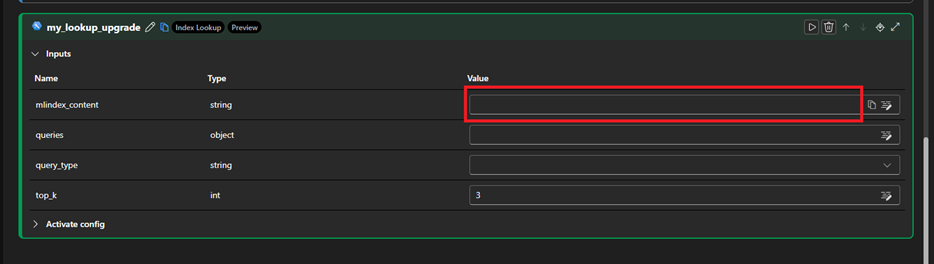 my_lookup_upgrade Index Lookup Preview
Inputs
Name Type Value
mlindex_content string
queries object
query_type string
top_k int 3
Activate config